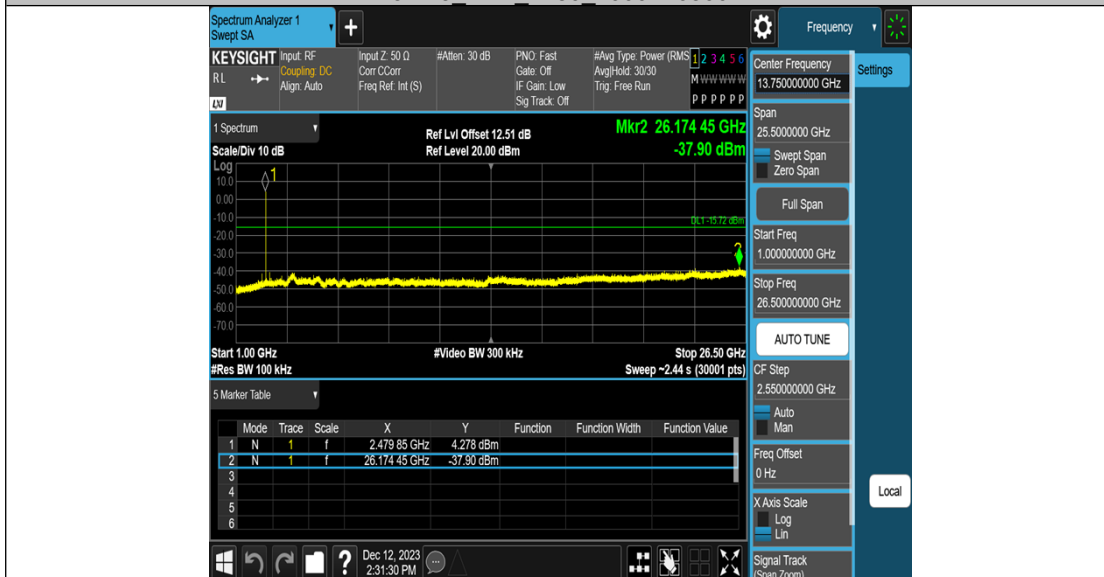 Spectrum Analyzer 1
Swept SA
+
Frequency
KEYSIGHT
RL
LXI
Input: RF
Coupling: DC
Align: Auto
Input Z: 50 Ω
Corr CCorr
Freq Ref: Int (S)
#Atten: 30 dB
PNO: Fast
Gate: Off
IF Gain: Low
Sig Track: Off
#Avg Type: Power (RMS
Avg|Hold: 30/30
Trig: Free Run
1 2 3 4 5 6
M W W W W W
P P P P P P
1 Spectrum
Scale/Div 10 dB
Ref Lvl Offset 12.51 dB
Ref Level 20.00 dBm
Mkr2 26.174 45 GHz
-37.90 dBm
Log
10.0
0.00
-10.0
-20.0
-30.0
-40.0
-50.0
-60.0
-70.0
1
DL1 -15.72 dBm
2
Start 1.00 GHz
#Res BW 100 kHz
#Video BW 300 kHz
Stop 26.50 GHz
Sweep ~2.44 s (30001 pts)
5 Marker Table
Mode Trace Scale X Y Function Function Width Function Value
1 N 1 f 2.479 85 GHz 4.278 dBm
2 N 1 f 26.174 45 GHz -37.90 dBm
3
4
5
6
?
Dec 12, 2023
2:31:30 PM
Center Frequency
13.750000000 GHz
Settings
Span
25.5000000 GHz
Swept Span
Zero Span
Full Span
Start Freq
1.000000000 GHz
Stop Freq
26.500000000 GHz
AUTO TUNE
CF Step
2.550000000 GHz
Auto
Man
Freq Offset
0 Hz
X Axis Scale
Log
Lin
Local
Signal Track
(Span Zoom)